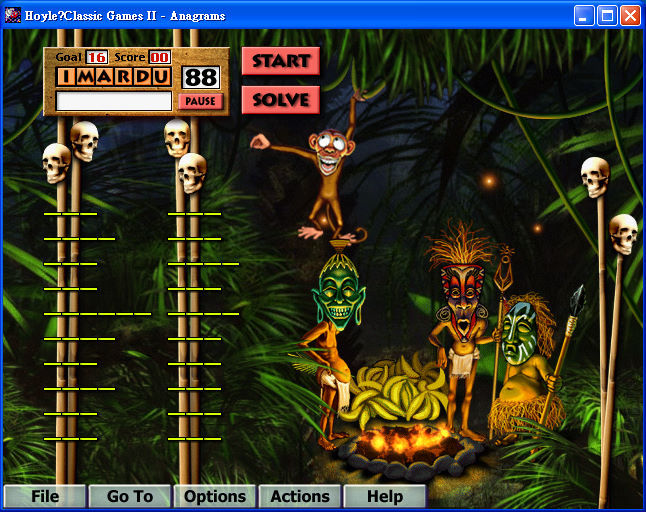 Hoyle?Classic Games II - Anagrams
Goal 16 Score 00
IMARDU 88
PAUSE
START
SOLVE
File Go To Options Actions Help